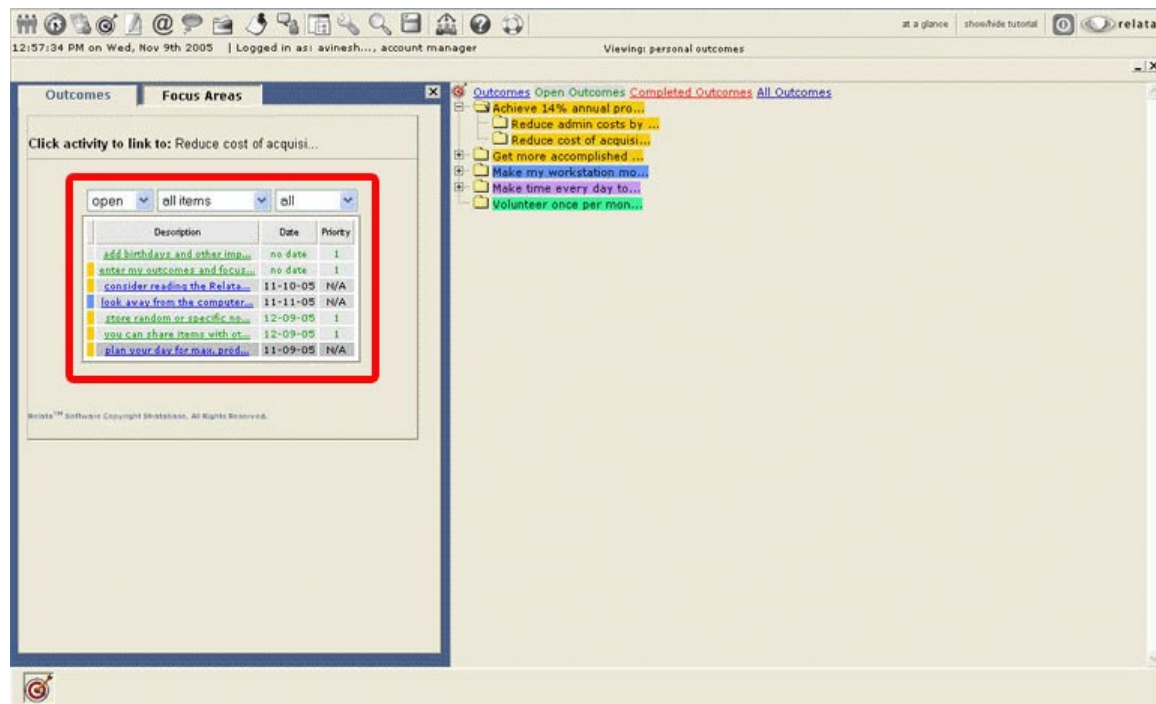 at a glance show/hide tutorial relata
12:57:34 PM on Wed, Nov 9th 2005 | Logged in as: avinesh..., account manager Viewing: personal outcomes
Outcomes Focus Areas
Click activity to link to: Reduce cost of acquisi...
open all items all
Description Date Priority
add birthdays and other imp... no date 1
enter my outcomes and focus... no date 1
consider reading the Relata... 11-10-05 N/A
look away from the computer... 11-11-05 N/A
store random or specific no... 12-09-05 1
you can share items with ot... 12-09-05 1
plan your day for max. prod... 11-09-05 N/A
Relata™ Software Copyright Stratabase. All Rights Reserved.
Outcomes Open Outcomes Completed Outcomes All Outcomes
Achieve 14% annual pro...
Reduce admin costs by ...
Reduce cost of acquisi...
Get more accomplished ...
Make my workstation mo...
Make time every day to...
Volunteer once per mon...